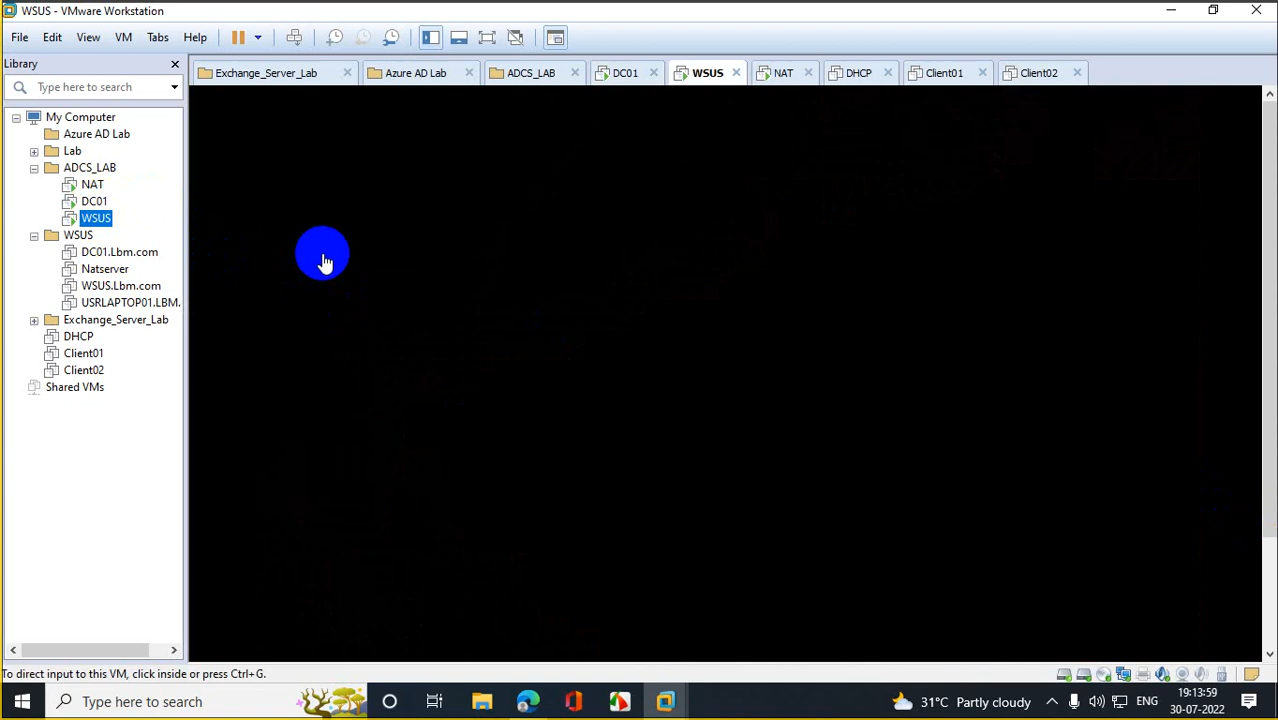 WSUS - VMware Workstation
File Edit View VM Tabs Help
Library
Type here to search
Exchange_Server_Lab Azure AD Lab ADCS_LAB DC01 WSUS NAT DHCP Client01 Client02
My Computer
Azure AD Lab
Lab
ADCS_LAB
NAT
DC01
WSUS
WSUS
DC01.Lbm.com
Natserver
WSUS.Lbm.com
USRLAPTOP01.LBM.
Exchange_Server_Lab
DHCP
Client01
Client02
Shared VMs
To direct input to this VM, click inside or press Ctrl+G.
Type here to search
31°C Partly cloudy
ENG
19:13:59
30-07-2022